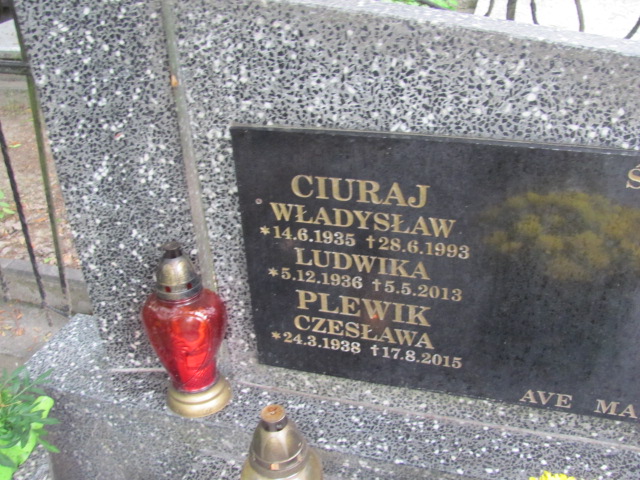 CIURAJ
WŁADYSŁAW
*14.6.1935 †28.6.1993
LUDWIKA
*5.12.1936 †5.5.2013
PLEWIK
CZESŁAWA
*24.3.1938 †17.8.2015
AVE